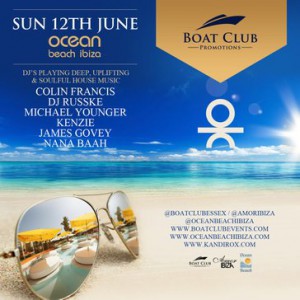 SUN 12TH JUNE
ocean
beach ibiza
DJ'S PLAYING DEEP, UPLIFTING
& SOULFUL HOUSE MUSIC
COLIN FRANCIS
DJ RUSSKE
MICHAEL YOUNGER
KENZIE
JAMES GOVEY
NANA BAAH
BOAT CLUB
PROMOTIONS
@BOATCLUBESSEX / @AMORIBIZA
@OCEANBEACHIBIZA
WWW.BOATCLUBEVENTS.COM
WWW.OCEANBEACHIBIZA.COM
WWW.KANDIROX.COM
BOAT CLUB